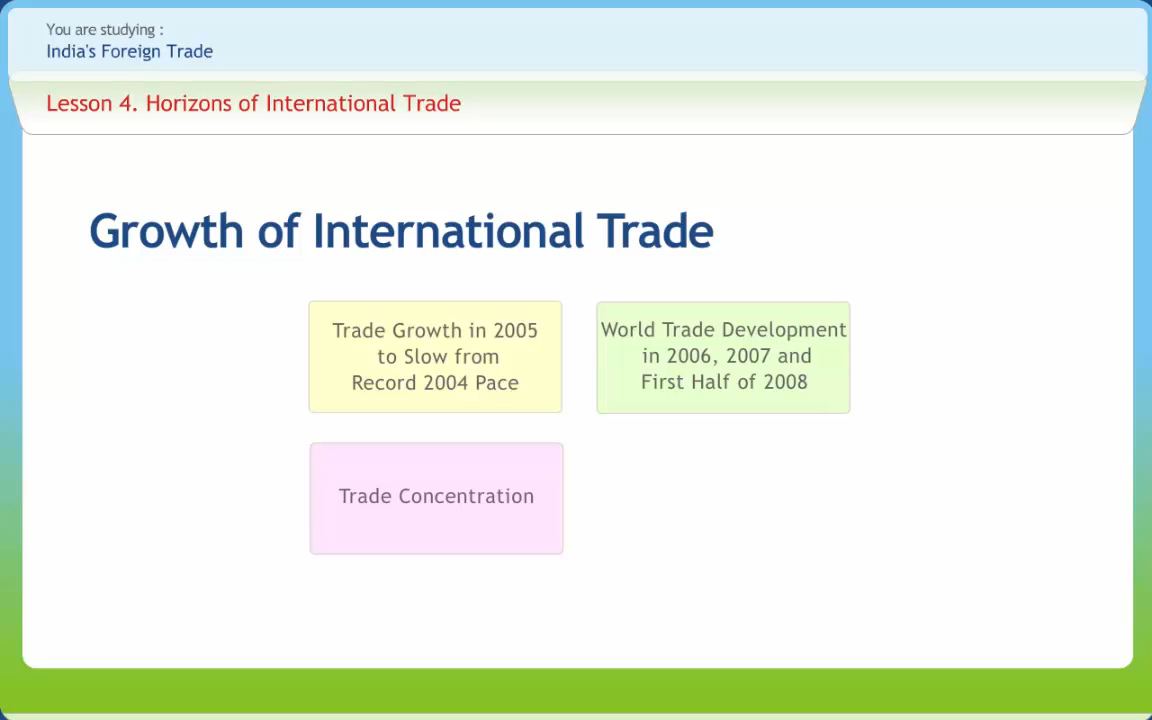 You are studying :
India's Foreign Trade
Lesson 4. Horizons of International Trade
Growth of International Trade
Trade Growth in 2005
to Slow from
Record 2004 Pace
World Trade Development
in 2006, 2007 and
First Half of 2008
Trade Concentration